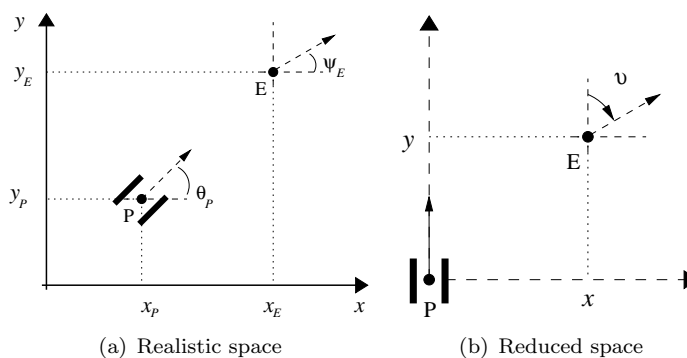 y
y_E
E
ψ_E
y_P
P
θ_P
x_P
x_E
x
(a) Realistic space
y
υ
E
P
x
(b) Reduced space